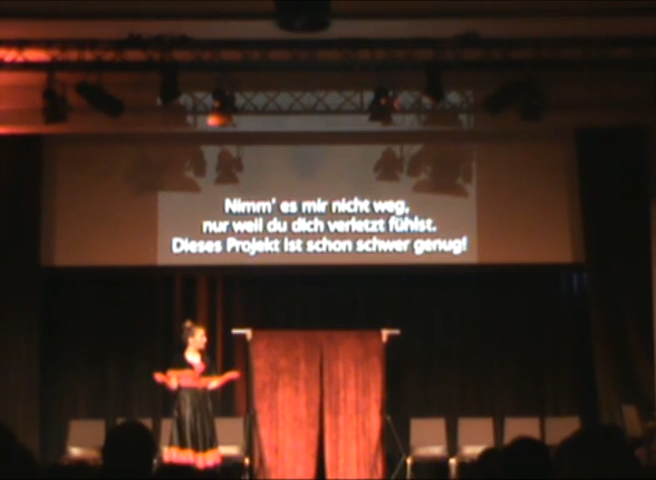 Nimm' es mir nicht weg,
nur weil du dich verletzt fühlst.
Dieses Projekt ist schon schwer genug!